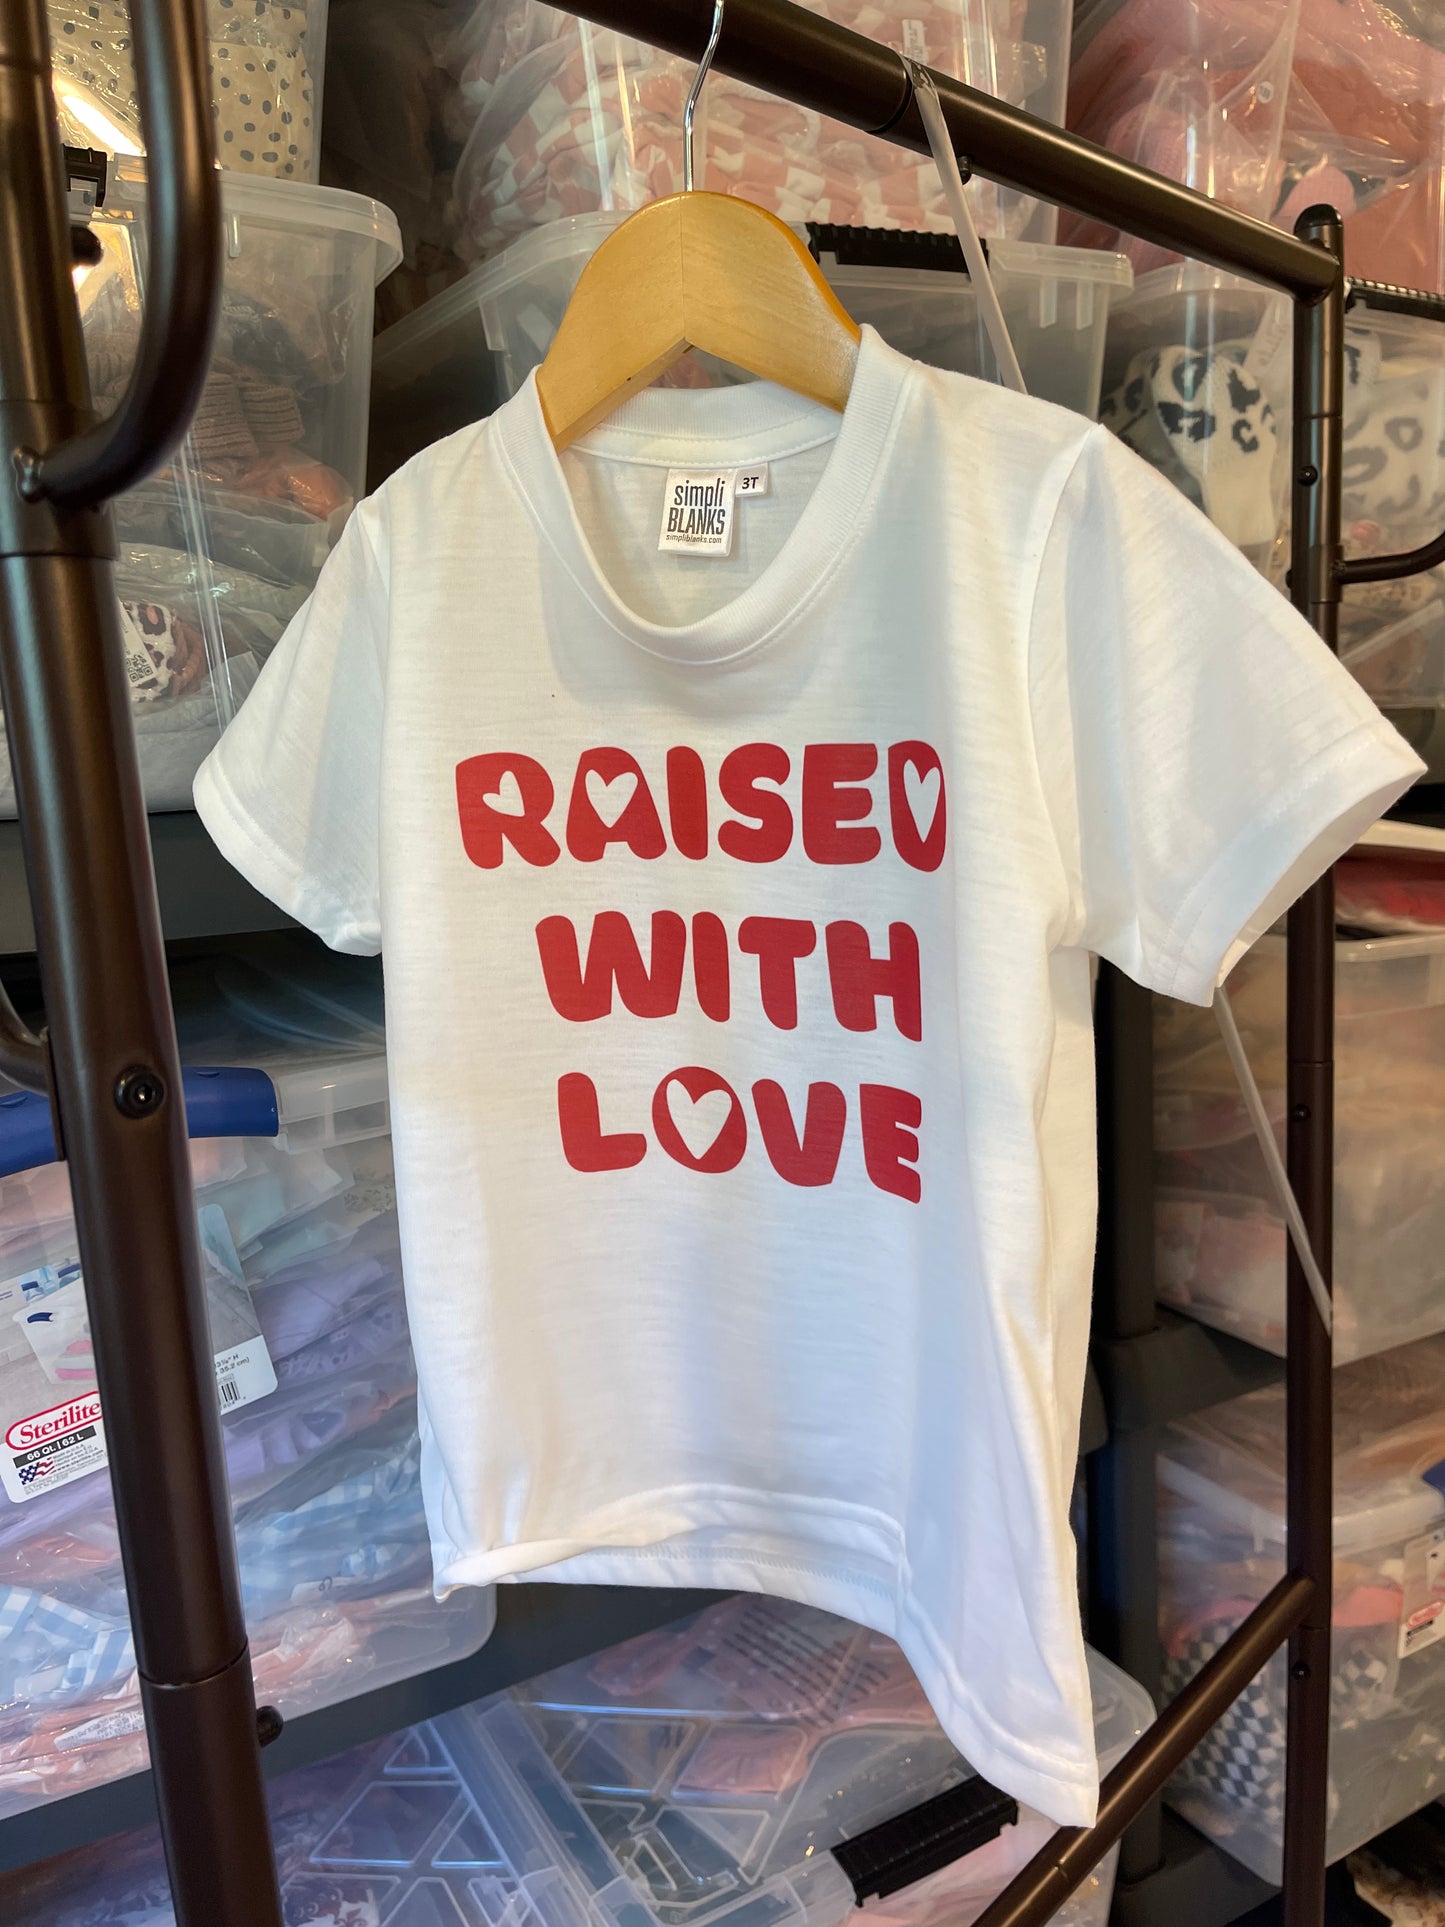 simpli
BLANKS
simpliblanks.com
3T
RAISED
WITH
LOVE
Sterilite
66 QT. | 62 L